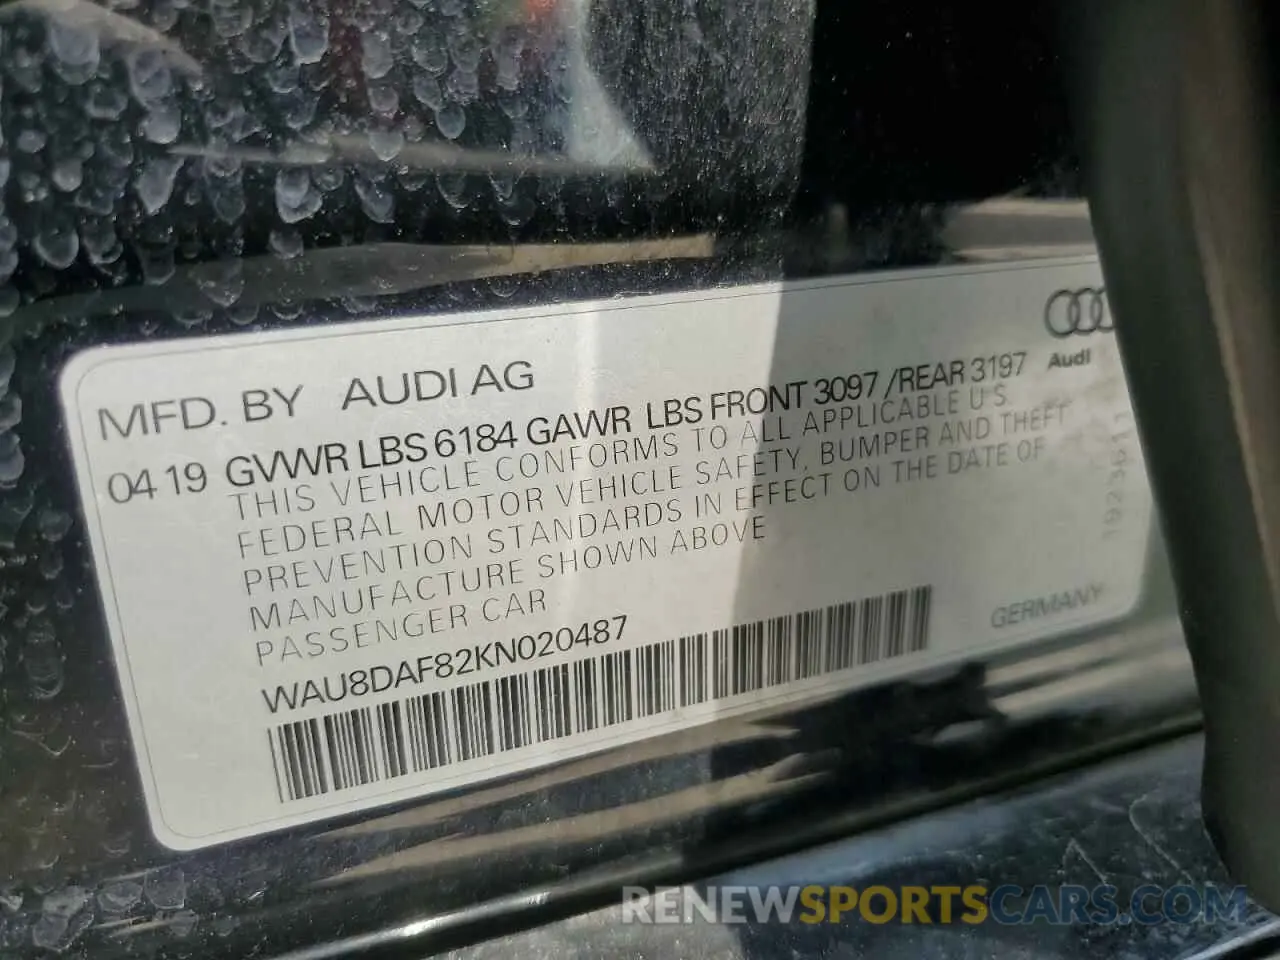 MFD. BY AUDI AG
Audi
04 19 GVWR LBS 6184 GAWR LBS FRONT 3097 /REAR 3197
THIS VEHICLE CONFORMS TO ALL APPLICABLE U.S.
FEDERAL MOTOR VEHICLE SAFETY, BUMPER AND THEFT
PREVENTION STANDARDS IN EFFECT ON THE DATE OF
MANUFACTURE SHOWN ABOVE
PASSENGER CAR
WAU8DAF82KN020487
GERMANY
RENEWSPORTSCARS.COM